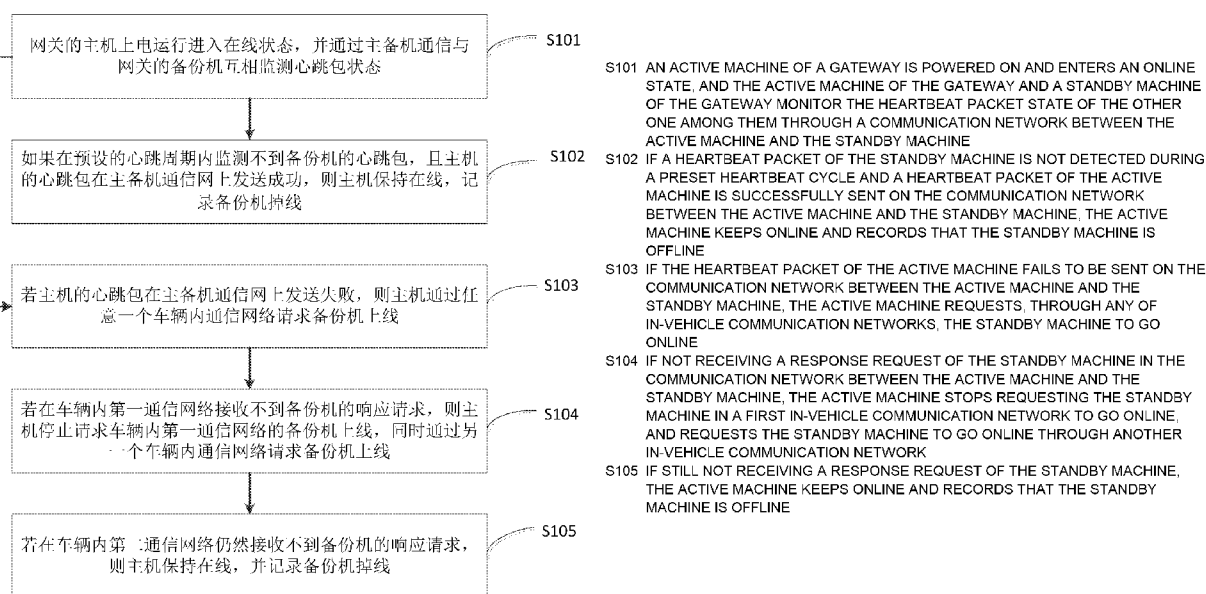 网关的主机上电运行进入在线状态，并通过主备机通信与
网关的备份机互相监测心跳包状态
S101
如果在预设的心跳周期内监测不到备份机的心跳包，且主机
的心跳包在主备机通信网上发送成功，则主机保持在线，记
录备份机掉线
S102
若主机的心跳包在主备机通信网上发送失败，则主机通过任
意一个车辆内通信网络请求备份机上线
S103
若在车辆内第一通信网络接收不到备份机的响应请求，则主
机停止请求车辆内第一通信网络的备份机上线，同时通过另
一个车辆内通信网络请求备份机上线
S104
若在车辆内第二通信网络仍然接收不到备份机的响应请求，
则主机保持在线，并记录备份机掉线
S105
S101 AN ACTIVE MACHINE OF A GATEWAY IS POWERED ON AND ENTERS AN ONLINE
STATE, AND THE ACTIVE MACHINE OF THE GATEWAY AND A STANDBY MACHINE
OF THE GATEWAY MONITOR THE HEARTBEAT PACKET STATE OF THE OTHER
ONE AMONG THEM THROUGH A COMMUNICATION NETWORK BETWEEN THE
ACTIVE MACHINE AND THE STANDBY MACHINE
S102 IF A HEARTBEAT PACKET OF THE STANDBY MACHINE IS NOT DETECTED DURING
A PRESET HEARTBEAT CYCLE AND A HEARTBEAT PACKET OF THE ACTIVE
MACHINE IS SUCCESSFULLY SENT ON THE COMMUNICATION NETWORK
BETWEEN THE ACTIVE MACHINE AND THE STANDBY MACHINE, THE ACTIVE
MACHINE KEEPS ONLINE AND RECORDS THAT THE STANDBY MACHINE IS
OFFLINE
S103 IF THE HEARTBEAT PACKET OF THE ACTIVE MACHINE FAILS TO BE SENT ON THE
COMMUNICATION NETWORK BETWEEN THE ACTIVE MACHINE AND THE
STANDBY MACHINE, THE ACTIVE MACHINE REQUESTS, THROUGH ANY OF
IN-VEHICLE COMMUNICATION NETWORKS, THE STANDBY MACHINE TO GO
ONLINE
S104 IF NOT RECEIVING A RESPONSE REQUEST OF THE STANDBY MACHINE IN THE
COMMUNICATION NETWORK BETWEEN THE ACTIVE MACHINE AND THE
STANDBY MACHINE, THE ACTIVE MACHINE STOPS REQUESTING THE STANDBY
MACHINE IN A FIRST IN-VEHICLE COMMUNICATION NETWORK TO GO ONLINE,
AND REQUESTS THE STANDBY MACHINE TO GO ONLINE THROUGH ANOTHER
IN-VEHICLE COMMUNICATION NETWORK
S105 IF STILL NOT RECEIVING A RESPONSE REQUEST OF THE STANDBY MACHINE,
THE ACTIVE MACHINE KEEPS ONLINE AND RECORDS THAT THE STANDBY
MACHINE IS OFFLINE